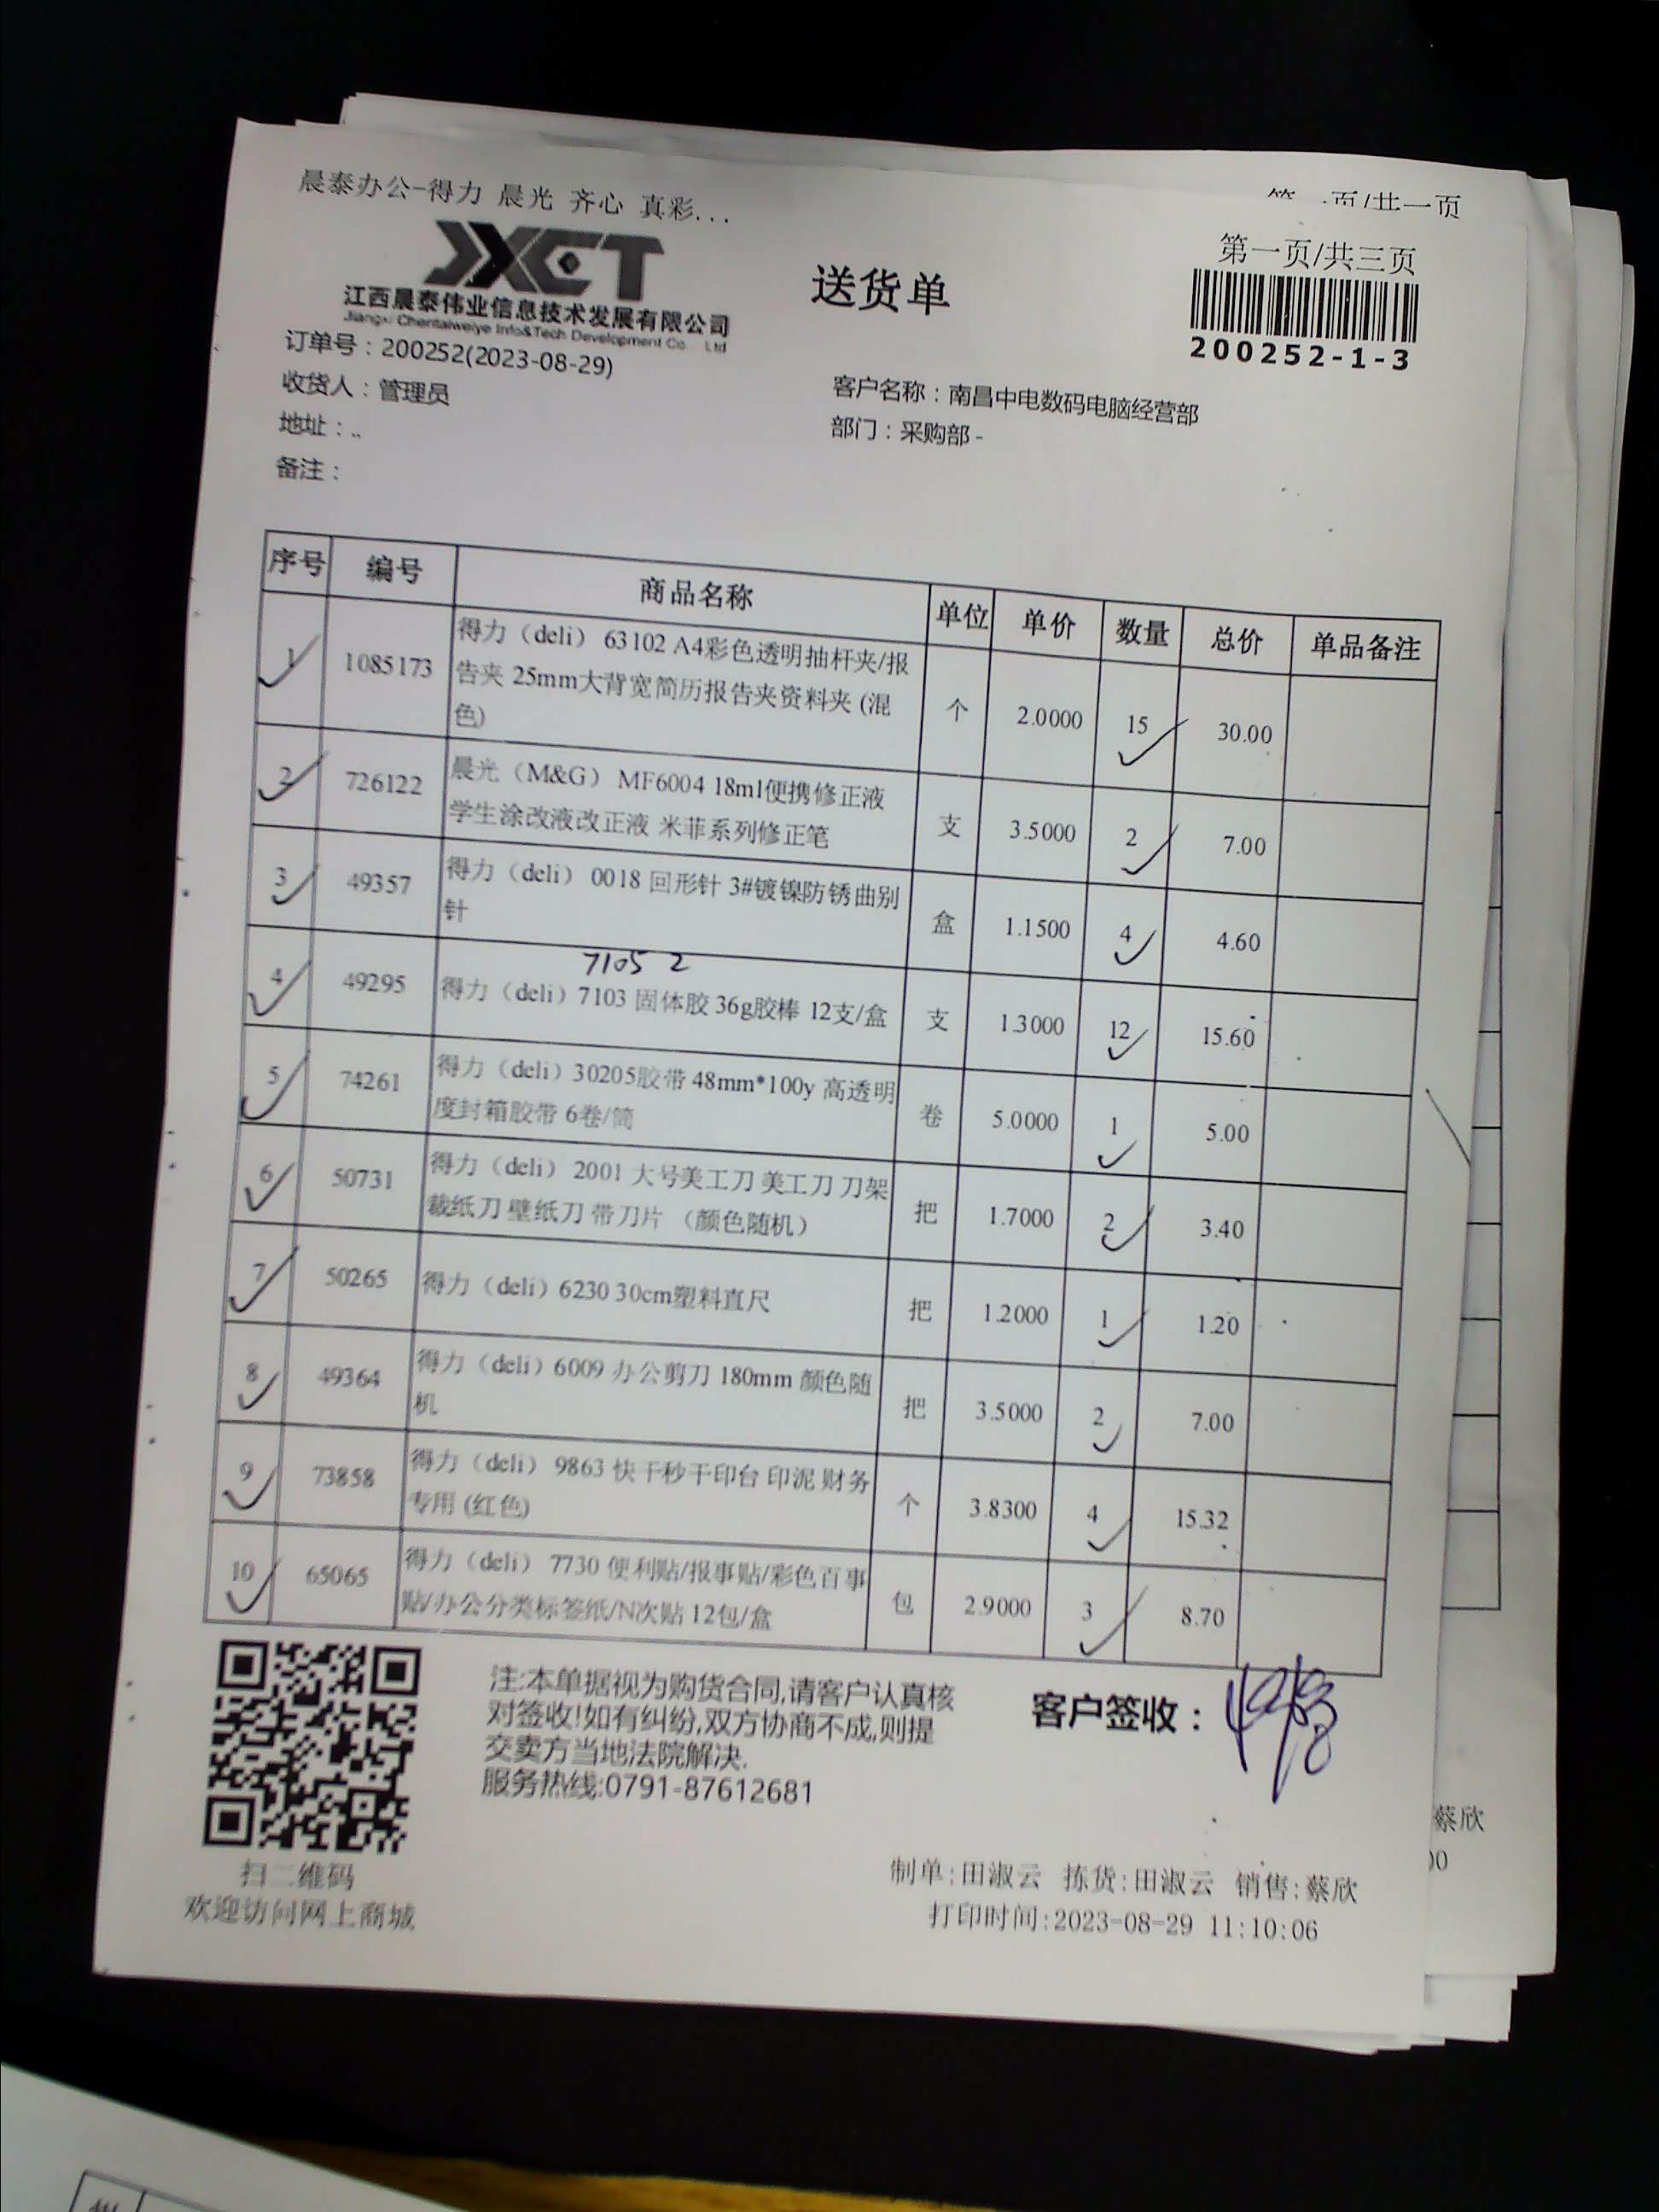 晨泰办公-得力 晨光 齐心 真彩...
页/共一页
第一页/共三页
JXCT
江西晨泰伟业信息技术发展有限公司
Jiangxi Chentaiweiye Info&Tech Development Co., Ltd
送货单
200252-1-3
订单号：200252(2023-08-29)
收货人：管理员
客户名称：南昌中电数码电脑经营部
地址：..
部门：采购部 -
备注：
序号 编号 商品名称 单位 单价 数量 总价 单品备注
1 1085173 得力（deli） 63102 A4彩色透明抽杆夹/报
告夹 25mm大背宽简历报告夹资料夹 (混
色) 个 2.0000 15 30.00
2 726122 晨光（M&G） MF6004 18ml便携修正液
学生涂改液改正液 米菲系列修正笔 支 3.5000 2 7.00
3 49357 得力（deli） 0018 回形针 3#镀镍防锈曲别
针 盒 1.1500 4 4.60
7105 2
4 49295 得力（deli）7103 固体胶 36g胶棒 12支/盒 支 1.3000 12 15.60
5 74261 得力（deli）30205胶带 48mm*100y 高透明
度封箱胶带 6卷/筒 卷 5.0000 1 5.00
6 50731 得力（deli） 2001 大号美工刀 美工刀 刀架
裁纸刀 壁纸刀 带刀片 （颜色随机） 把 1.7000 2 3.40
7 50265 得力（deli）6230 30cm塑料直尺 把 1.2000 1 1.20
8 49364 得力（deli）6009 办公剪刀 180mm 颜色随
机 把 3.5000 2 7.00
9 73858 得力（deli） 9863 快干秒干印台 印泥 财务
专用 (红色) 个 3.8300 4 15.32
10 65065 得力（deli） 7730 便利贴/报事贴/彩色百事
贴/办公分类标签纸/N次贴 12包/盒 包 2.9000 3 8.70
注:本单据视为购货合同,请客户认真核
对签收!如有纠纷,双方协商不成,则提
交卖方当地法院解决.
服务热线:0791-87612681
客户签收：
扫二维码
欢迎访问网上商城
蔡欣
00
制单:田淑云 拣货:田淑云 销售:蔡欣
打印时间:2023-08-29 11:10:06